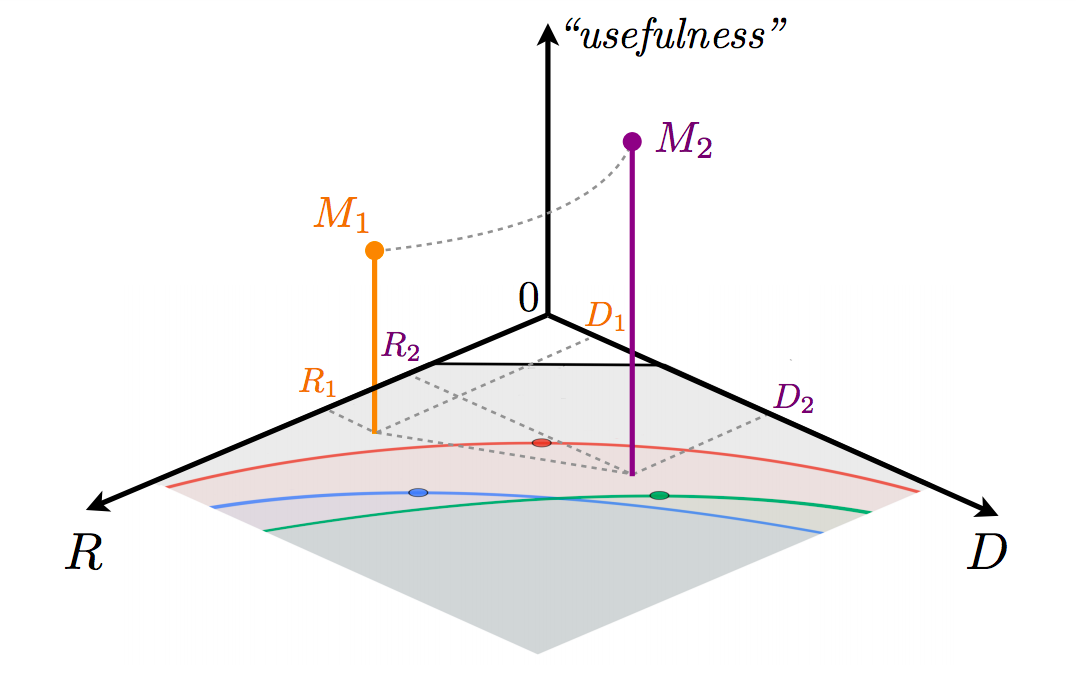 “usefulness”
M₂
M₁
0
D₁
R₂
R₁
D₂
R
D